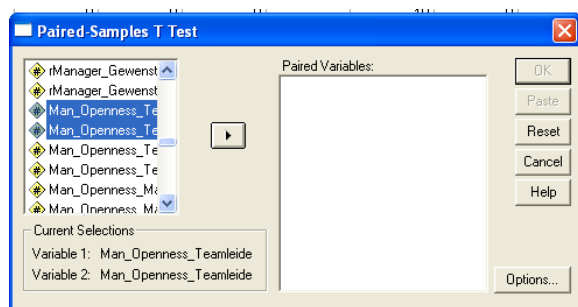 Paired-Samples T Test
rManager_Gewenst
rManager_Gewenst
Man_Openness_Te
Man_Openness_Te
Man_Openness_Te
Man_Openness_Te
Man_Openness_Ma
Man_Openness_Ma
Current Selections
Variable 1: Man_Openness_Teamleide
Variable 2: Man_Openness_Teamleide
Paired Variables:
OK
Paste
Reset
Cancel
Help
Options...